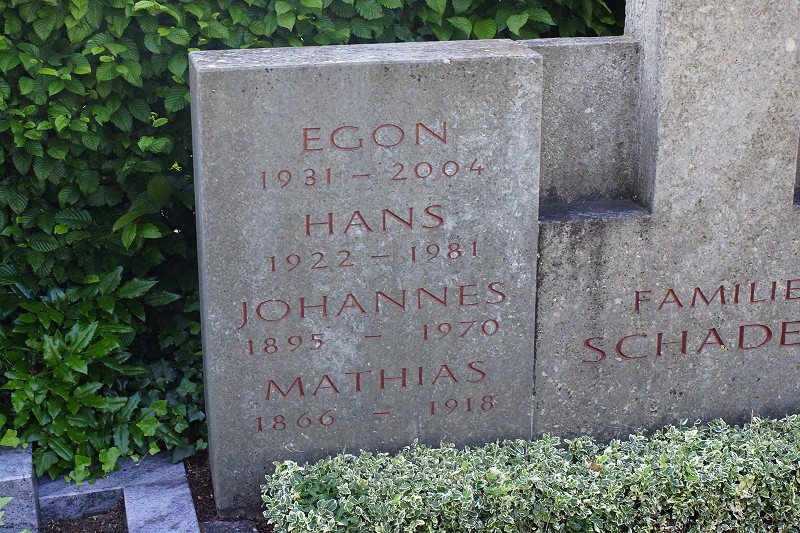 EGON
1931 – 2004
HANS
1922 – 1981
JOHANNES
1895 – 1970
MATHIAS
1866 – 1918
FAMILIE
SCHADE